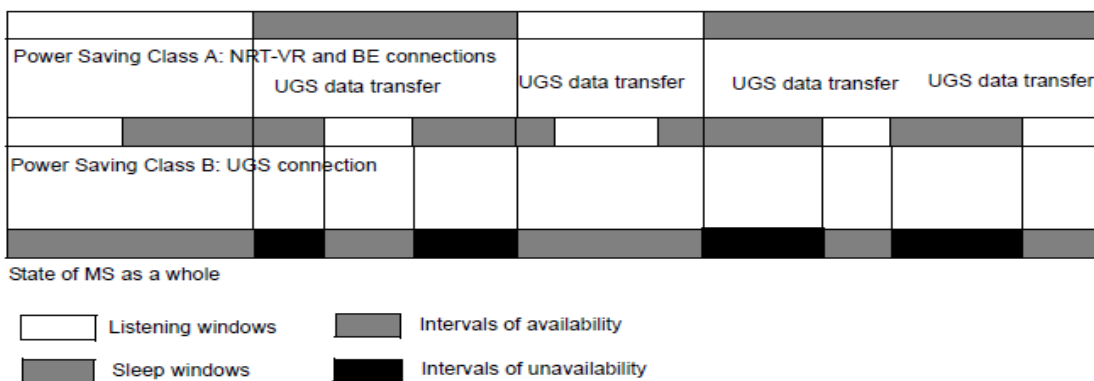 Power Saving Class A: NRT-VR and BE connections
UGS data transfer UGS data transfer UGS data transfer UGS data transfer
Power Saving Class B: UGS connection
State of MS as a whole
Listening windows Intervals of availability
Sleep windows Intervals of unavailability